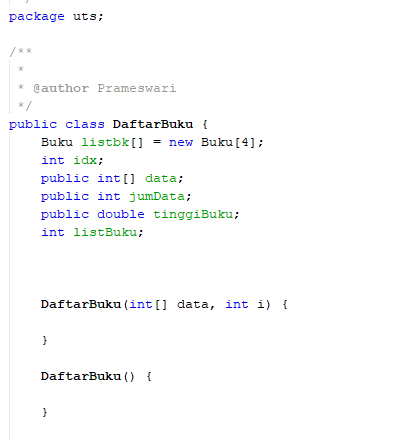 package uts;
/**
*
* @author Prameswari
*/
public class DaftarBuku {
Buku listbk[] = new Buku[4];
int idx;
public int[] data;
public int jumData;
public double tinggiBuku;
int listBuku;
DaftarBuku(int[] data, int i) {
}
DaftarBuku() {
}